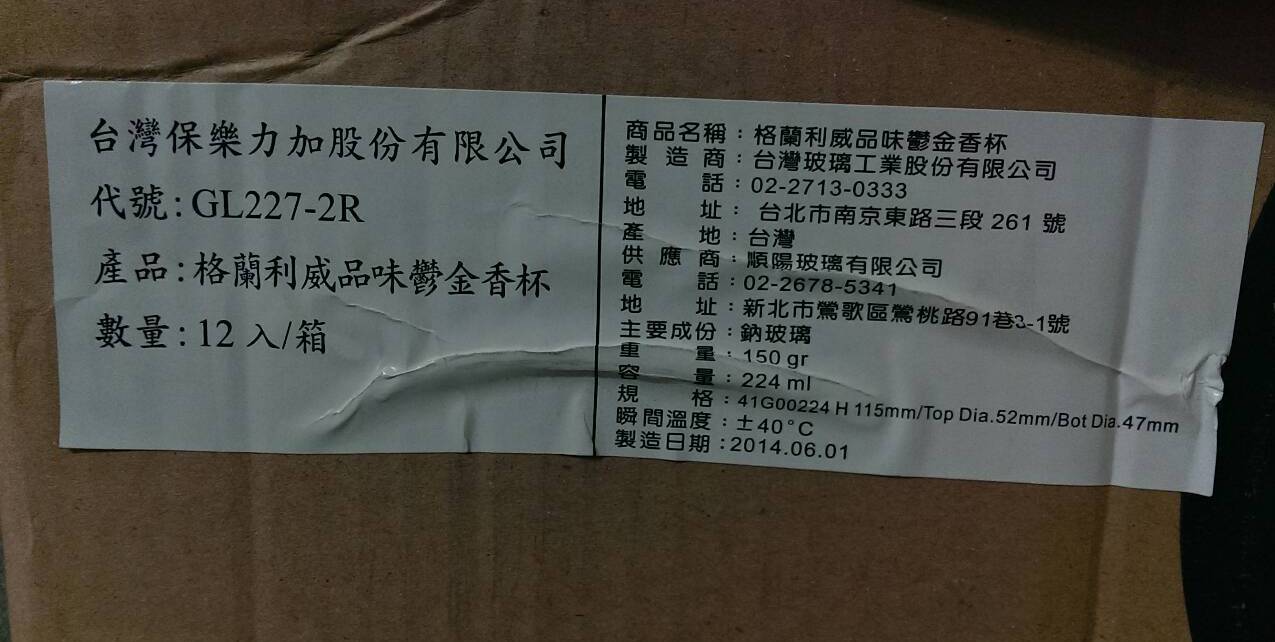 台灣保樂力加股份有限公司
代號:GL227-2R
產品:格蘭利威品味鬱金香杯
數量:12入/箱
商品名稱:格蘭利威品味鬱金香杯
製造商:台灣玻璃工業股份有限公司
電話:02-2713-0333
地址:台北市南京東路三段 261 號
產地:台灣
供應商:順陽玻璃有限公司
電話:02-2678-5341
地址:新北市鶯歌區鶯桃路91巷3-1號
主要成份:鈉玻璃
重量:150 gr
容量:224 ml
規格:41G00224 H 115mm/Top Dia.52mm/Bot Dia.47mm
瞬間溫度:±40°C
製造日期:2014.06.01